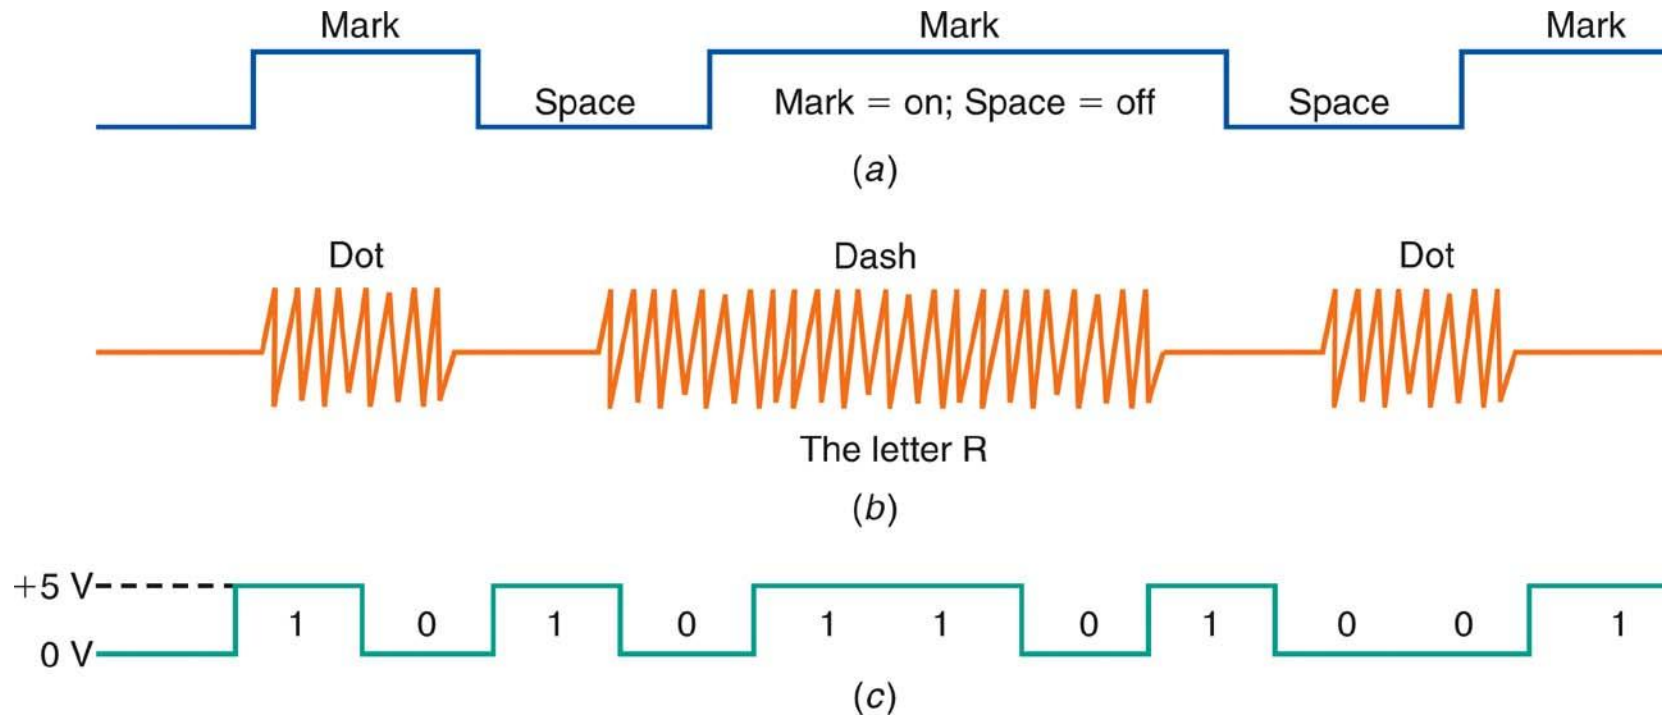 Mark Mark Mark
Space Mark = on; Space = off Space
(a)
Dot Dash Dot
The letter R
(b)
+5 V
1 0 1 0 1 1 0 1 0 0 1
0 V
(c)